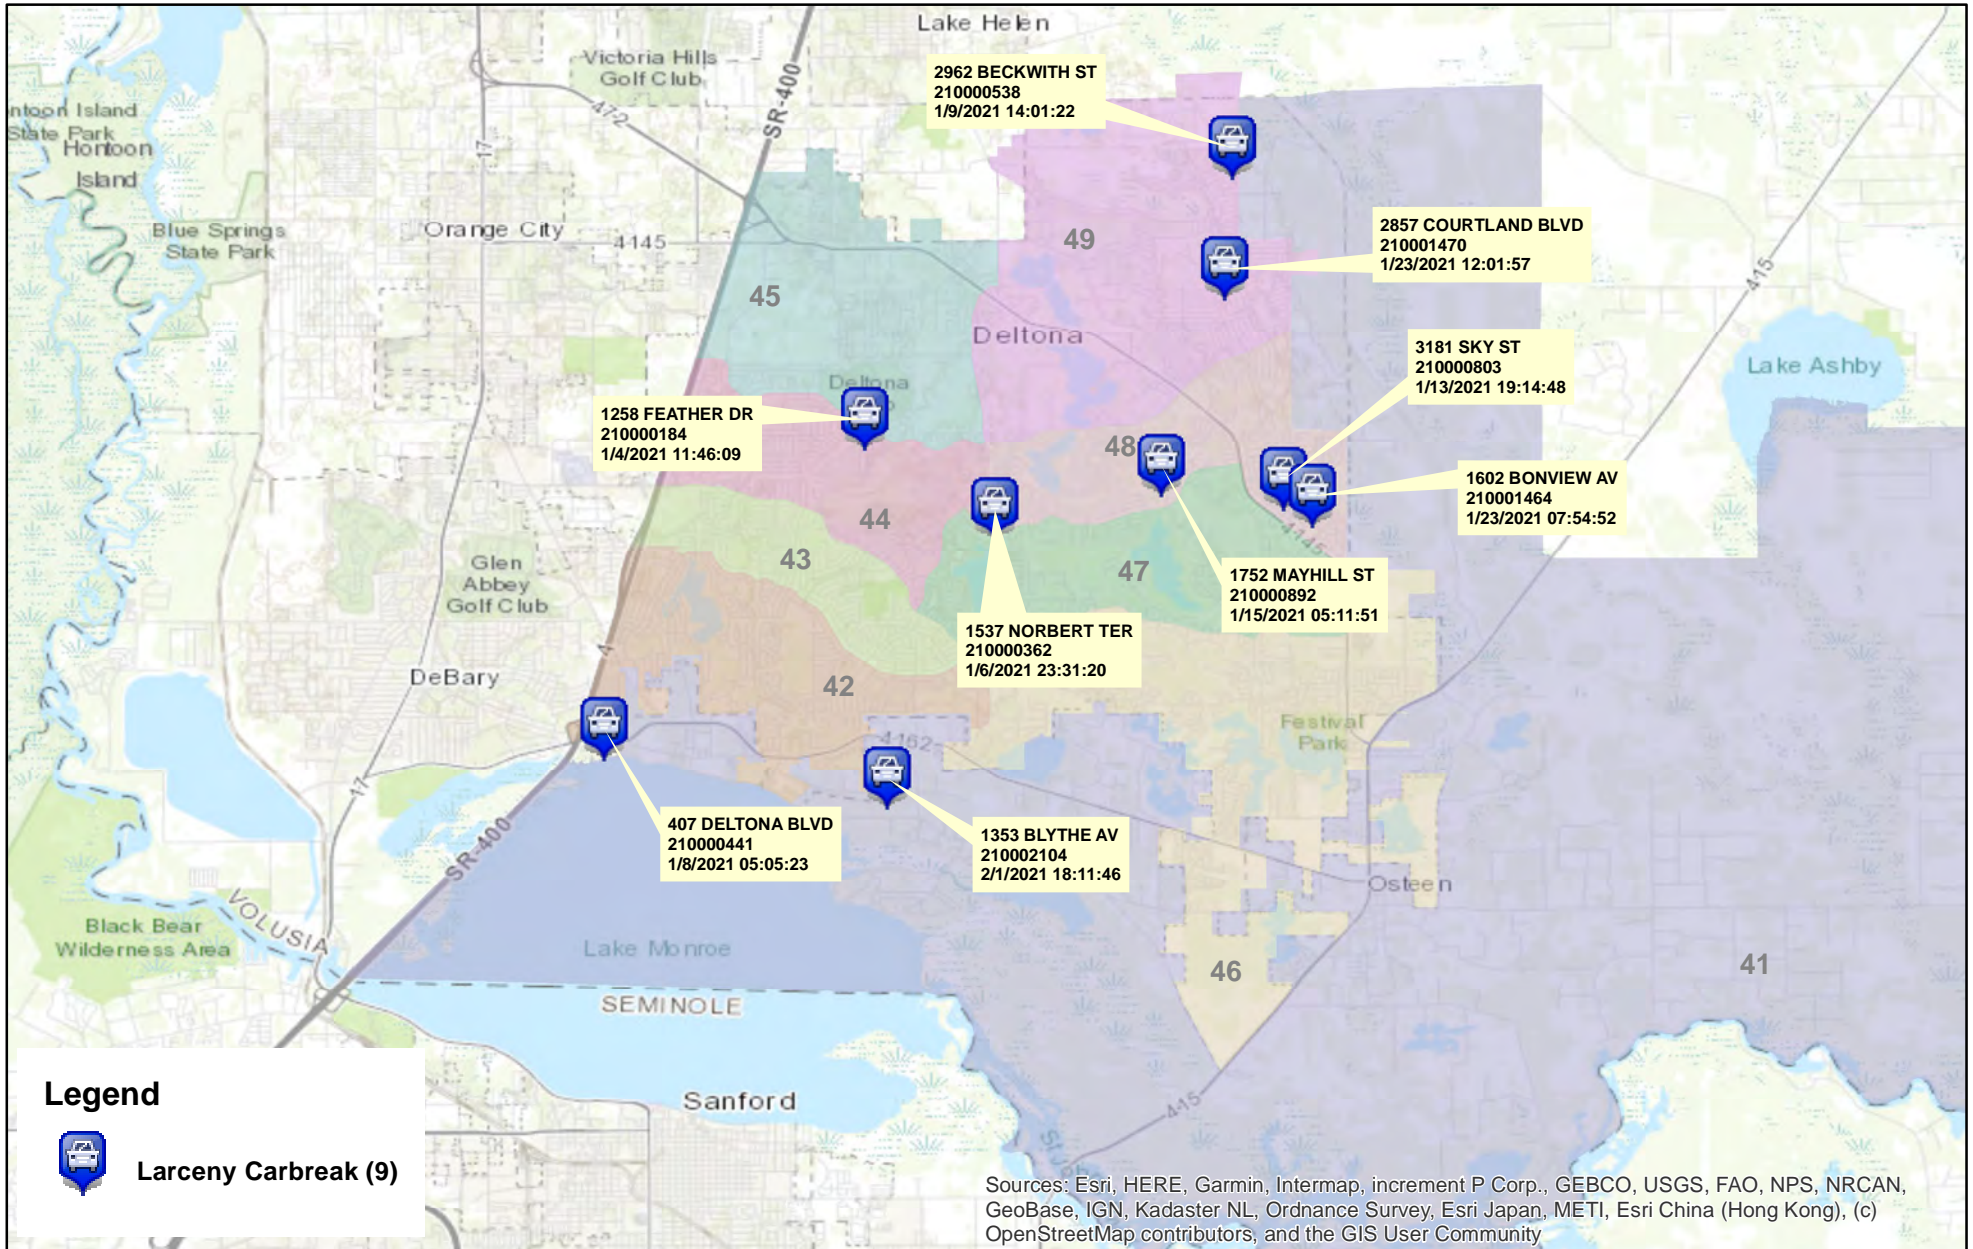 Lake Helen
Victoria Hills
Golf Club
472
SR-400
2962 BECKWITH ST
210000538
1/9/2021 14:01:22
ntoon Island
State Park
Hontoon
Island
17
Blue Springs
State Park
Orange City
4145
49
2857 COURTLAND BLVD
210001470
1/23/2021 12:01:57
415
45
Deltona
3181 SKY ST
210000803
1/13/2021 19:14:48
Lake Ashby
Deltona
1258 FEATHER DR
210000184
1/4/2021 11:46:09
48
1602 BONVIEW AV
210001464
1/23/2021 07:54:52
44
4145
43
47
Glen
Abbey
Golf Club
1752 MAYHILL ST
210000892
1/15/2021 05:11:51
1537 NORBERT TER
210000362
1/6/2021 23:31:20
4
DeBary
42
Festival
Park
4162
17
407 DELTONA BLVD
210000441
1/8/2021 05:05:23
1353 BLYTHE AV
210002104
2/1/2021 18:11:46
SR-400
Osteen
VOLUSIA
Black Bear
Wilderness Area
Lake Monroe
46
41
SEMINOLE
Sanford
415
Legend
Larceny Carbreak (9)
Sources: Esri, HERE, Garmin, Intermap, increment P Corp., GEBCO, USGS, FAO, NPS, NRCAN,
GeoBase, IGN, Kadaster NL, Ordnance Survey, Esri Japan, METI, Esri China (Hong Kong), (c)
OpenStreetMap contributors, and the GIS User Community